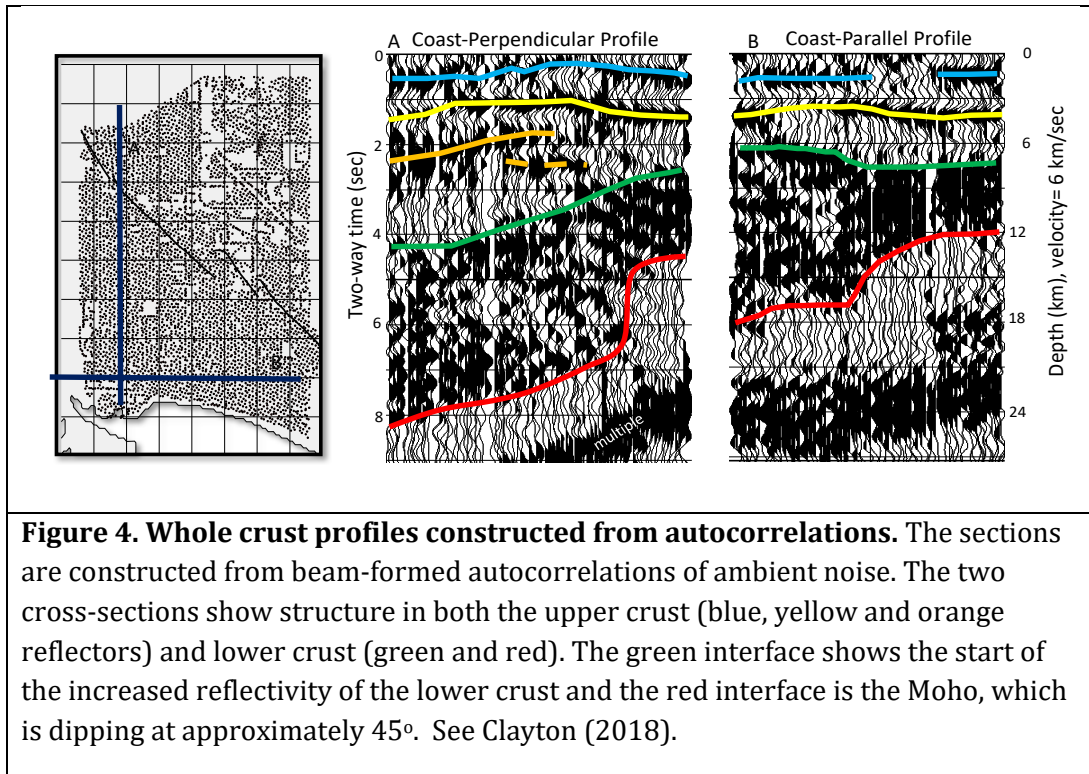 A Coast-Perpendicular Profile
B Coast-Parallel Profile
0
2
4
6
8
Two-way time (sec)
multiple
0
6
12
18
24
Depth (km), velocity= 6 km/sec
A
Figure 4. Whole crust profiles constructed from autocorrelations. The sections
are constructed from beam-formed autocorrelations of ambient noise. The two
cross-sections show structure in both the upper crust (blue, yellow and orange
reflectors) and lower crust (green and red). The green interface shows the start of
the increased reflectivity of the lower crust and the red interface is the Moho, which
is dipping at approximately 45º. See Clayton (2018).